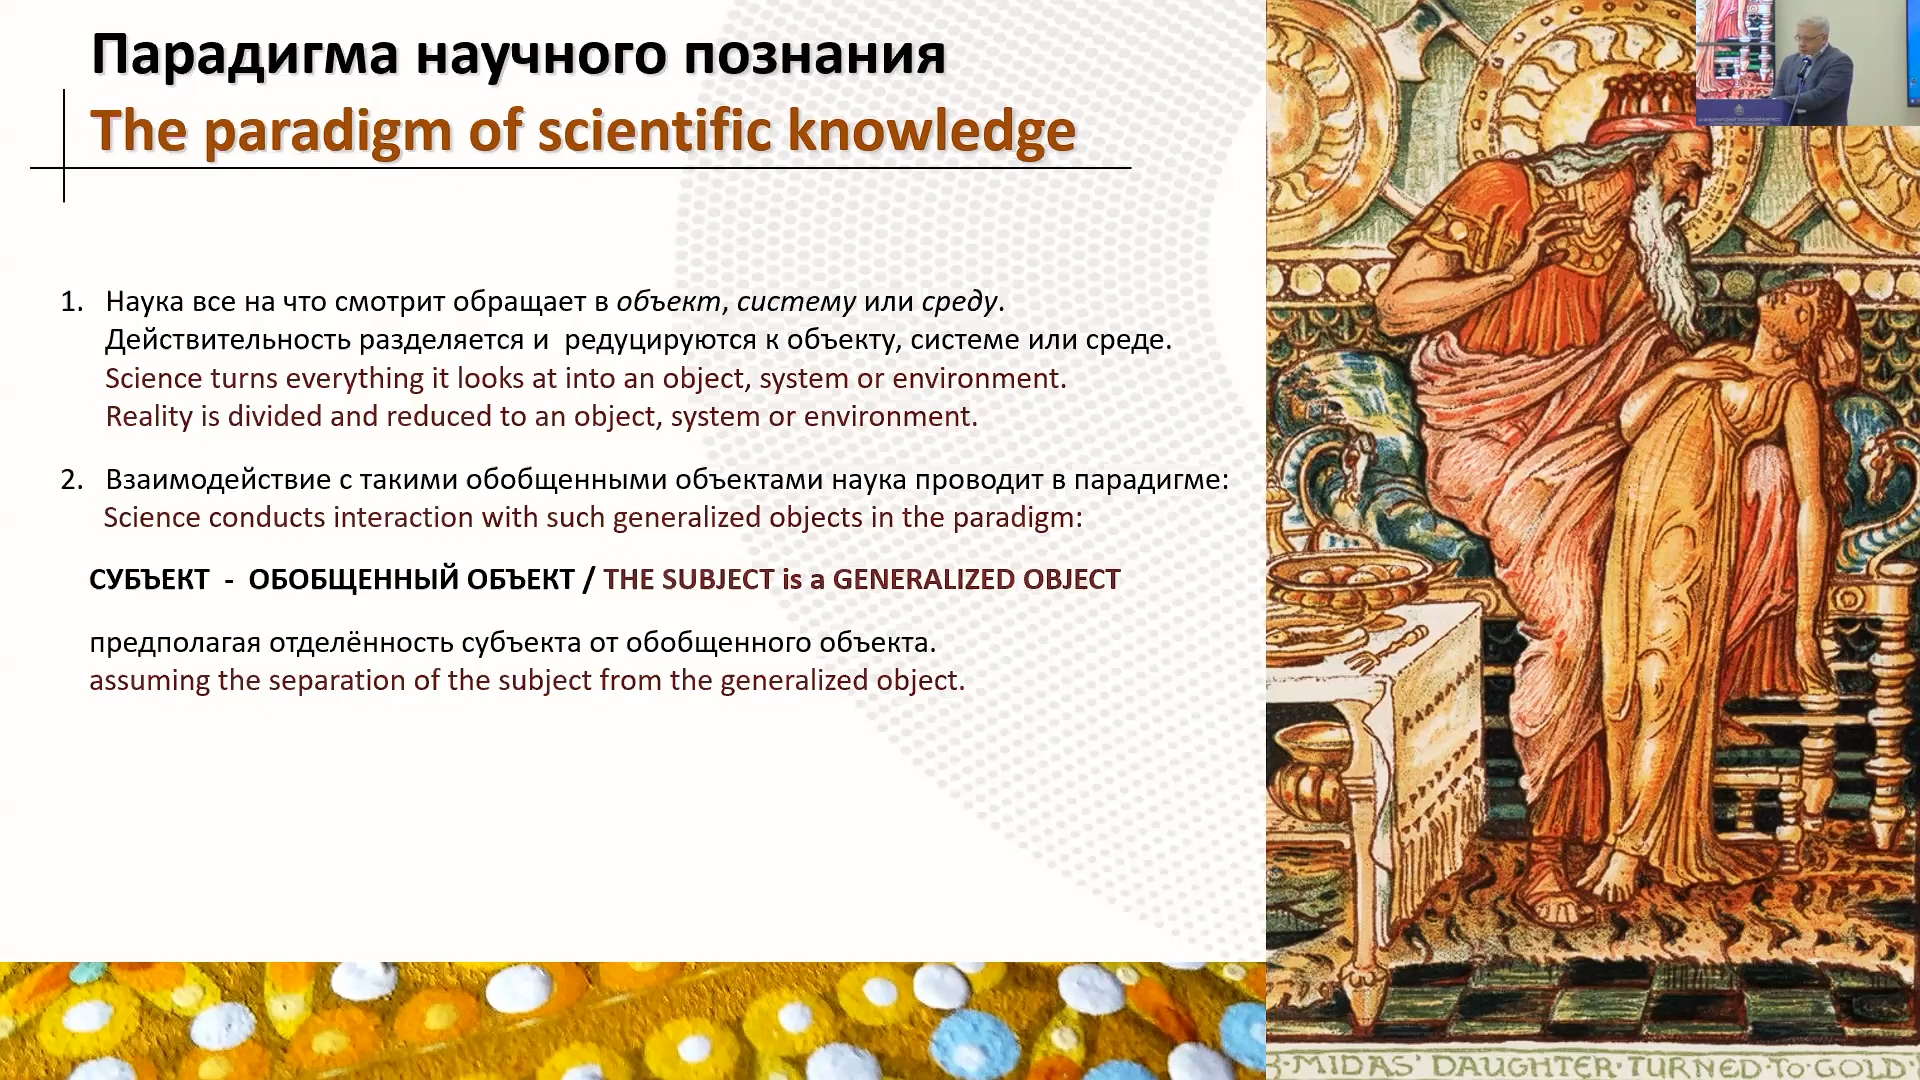 Парадигма научного познания
The paradigm of scientific knowledge
1. Наука все на что смотрит обращает в объект, систему или среду.
Действительность разделяется и редуцируются к объекту, системе или среде.
Science turns everything it looks at into an object, system or environment.
Reality is divided and reduced to an object, system or environment.
2. Взаимодействие с такими обобщенными объектами наука проводит в парадигме:
Science conducts interaction with such generalized objects in the paradigm:
СУБЪЕКТ - ОБОБЩЕННЫЙ ОБЪЕКТ / THE SUBJECT is a GENERALIZED OBJECT
предполагая отделённость субъекта от обобщенного объекта.
assuming the separation of the subject from the generalized object.
MIDAS' DAUGHTER·TURNED·TO·GOLD